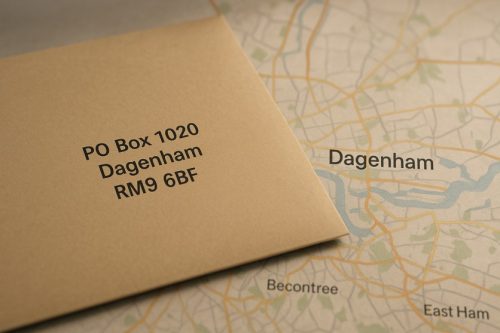 PO Box 1020
Dagenham
RM9 6BF
Dagenham
Becontree
East Ham